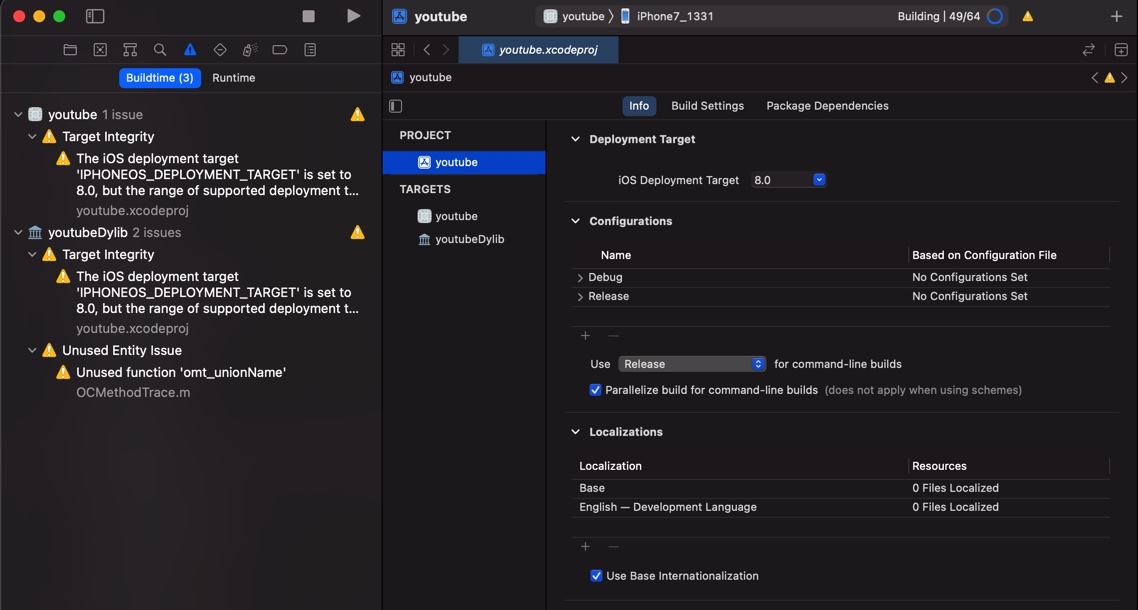 youtube
youtube
iPhone7_1331
Building | 49/64
youtube.xcodeproj
Buildtime (3)
Runtime
youtube
youtube 1 issue
Target Integrity
The iOS deployment target
'IPHONEOS_DEPLOYMENT_TARGET' is set to
8.0, but the range of supported deployment t...
youtube.xcodeproj
youtubeDylib 2 issues
Target Integrity
The iOS deployment target
'IPHONEOS_DEPLOYMENT_TARGET' is set to
8.0, but the range of supported deployment t...
youtube.xcodeproj
Unused Entity Issue
Unused function 'omt_unionName'
OCMethodTrace.m
Info
Build Settings
Package Dependencies
PROJECT
youtube
TARGETS
youtube
youtubeDylib
Deployment Target
iOS Deployment Target 8.0
Configurations
Name
Based on Configuration File
Debug
No Configurations Set
Release
No Configurations Set
Use Release for command-line builds
Parallelize build for command-line builds (does not apply when using schemes)
Localizations
Localization
Resources
Base
0 Files Localized
English — Development Language
0 Files Localized
Use Base Internationalization